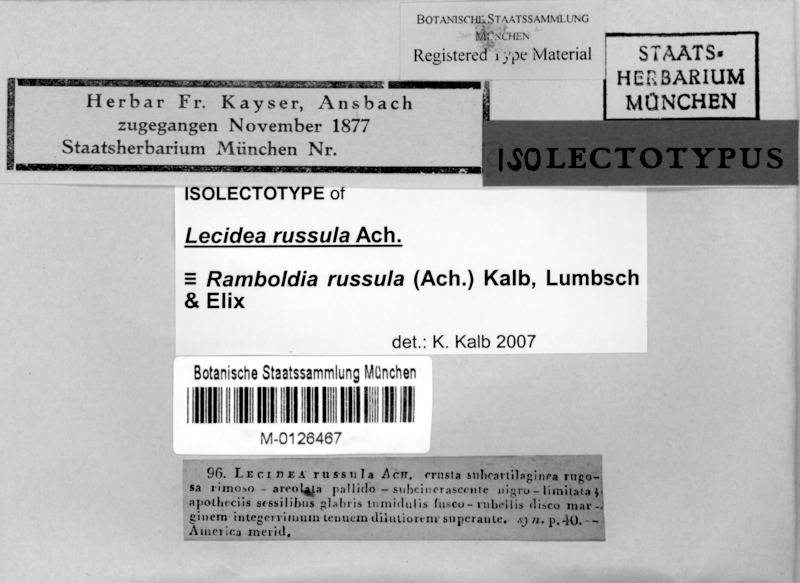 BOTANISCHE STAATSSAMMLUNG
MÜNCHEN
Registered Type Material
STAATS-
HERBARIUM
MÜNCHEN
Herbar Fr. Kayser, Ansbach
zugegangen November 1877
Staatsherbarium München Nr.
ISOLECTOTYPUS
ISOLECTOTYPE of
Lecidea russula Ach.
≡ Ramboldia russula (Ach.) Kalb, Lumbsch
& Elix
det.: K. Kalb 2007
Botanische Staatssammlung München
M-0126467
96. LECIDEA russula Ach. crusta subcartilaginea rugo-
sa rimoso - areolata pallido - subcinerascente nigro - limitata;
apotheciis sessilibus glabris tumidulis fusco - rubellis disco mar-
ginem integerrimum tenuem dilutiorem superante. syn. p. 40. --
America merid.